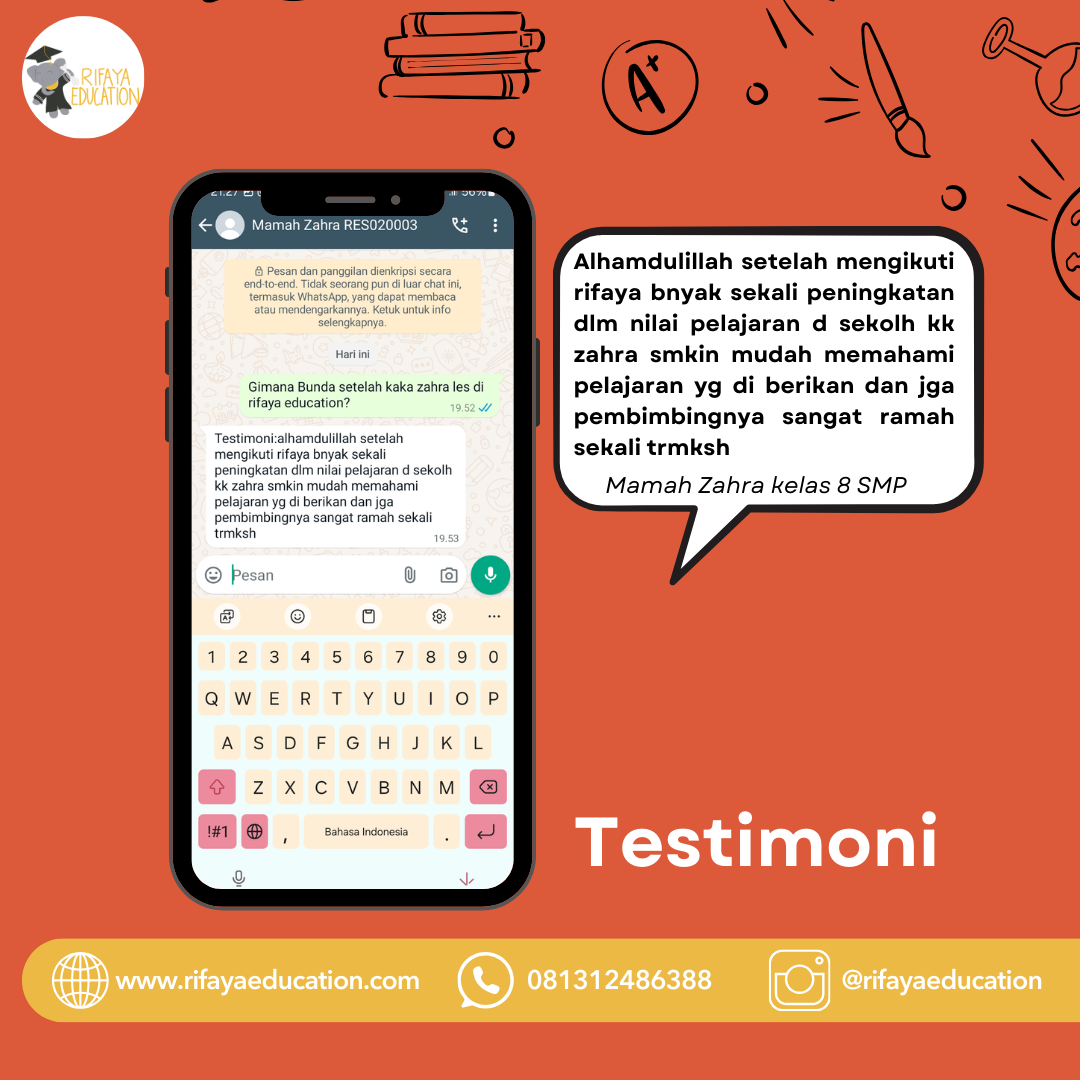 RIFAYA
EDUCATION
A+
21.27
56%
Mamah Zahra RES020003
Pesan dan panggilan dienkripsi secara
end-to-end. Tidak seorang pun di luar chat ini,
termasuk WhatsApp, yang dapat membaca
atau mendengarkannya. Ketuk untuk info
selengkapnya.
Hari ini
Gimana Bunda setelah kaka zahra les di
rifaya education?
19.52
Testimoni:alhamdulillah setelah
mengikuti rifaya bnyak sekali
peningkatan dlm nilai pelajaran d sekolh
kk zahra smkin mudah memahami
pelajaran yg di berikan dan jga
pembimbingnya sangat ramah sekali
trmksh
19.53
Pesan
1 2 3 4 5 6 7 8 9 0
Q W E R T Y U I O P
A S D F G H J K L
Z X C V B N M
!#1 , Bahasa Indonesia .
Alhamdulillah setelah mengikuti
rifaya bnyak sekali peningkatan
dlm nilai pelajaran d sekolh kk
zahra smkin mudah memahami
pelajaran yg di berikan dan jga
pembimbingnya sangat ramah
sekali trmksh
Mamah Zahra kelas 8 SMP
Testimoni
www.rifayaeducation.com
081312486388
@rifayaeducation